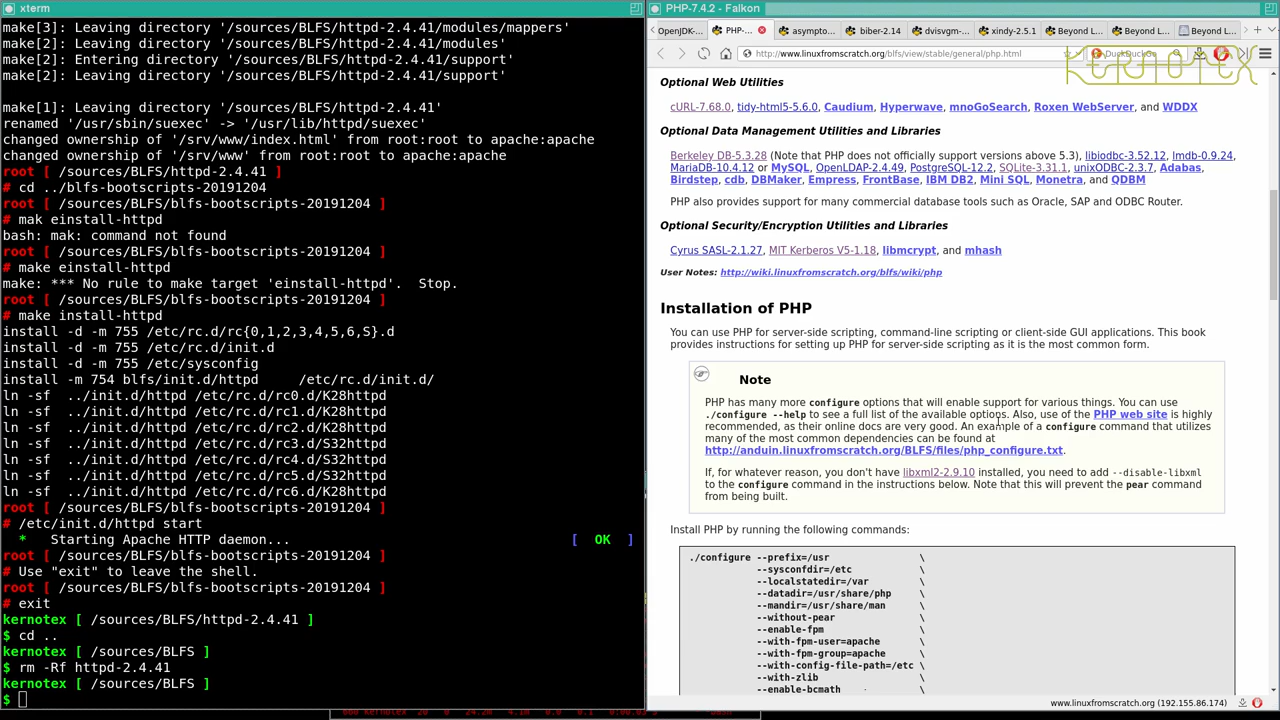 xterm
make[3]: Leaving directory '/sources/BLFS/httpd-2.4.41/modules/mappers'
make[2]: Leaving directory '/sources/BLFS/httpd-2.4.41/modules'
make[2]: Entering directory '/sources/BLFS/httpd-2.4.41/support'
make[2]: Leaving directory '/sources/BLFS/httpd-2.4.41/support'
make[1]: Leaving directory '/sources/BLFS/httpd-2.4.41'
renamed '/usr/sbin/suexec' -> '/usr/lib/httpd/suexec'
changed ownership of '/srv/www/index.html' from root:root to apache:apache
changed ownership of '/srv/www' from root:root to apache:apache
root [ /sources/BLFS/httpd-2.4.41 ]
# cd ../blfs-bootscripts-20191204
root [ /sources/BLFS/blfs-bootscripts-20191204 ]
# mak einstall-httpd
bash: mak: command not found
root [ /sources/BLFS/blfs-bootscripts-20191204 ]
# make einstall-httpd
make: *** No rule to make target 'einstall-httpd'.  Stop.
root [ /sources/BLFS/blfs-bootscripts-20191204 ]
# make install-httpd
install -d -m 755 /etc/rc.d/rc{0,1,2,3,4,5,6,S}.d
install -d -m 755 /etc/rc.d/init.d
install -d -m 755 /etc/sysconfig
install -m 754 blfs/init.d/httpd      /etc/rc.d/init.d/
ln -sf  ../init.d/httpd /etc/rc.d/rc0.d/K28httpd
ln -sf  ../init.d/httpd /etc/rc.d/rc1.d/K28httpd
ln -sf  ../init.d/httpd /etc/rc.d/rc2.d/K28httpd
ln -sf  ../init.d/httpd /etc/rc.d/rc3.d/S32httpd
ln -sf  ../init.d/httpd /etc/rc.d/rc4.d/S32httpd
ln -sf  ../init.d/httpd /etc/rc.d/rc5.d/S32httpd
ln -sf  ../init.d/httpd /etc/rc.d/rc6.d/K28httpd
root [ /sources/BLFS/blfs-bootscripts-20191204 ]
# /etc/init.d/httpd start
*   Starting Apache HTTP daemon... [  OK  ]
root [ /sources/BLFS/blfs-bootscripts-20191204 ]
# Use "exit" to leave the shell.
root [ /sources/BLFS/blfs-bootscripts-20191204 ]
# exit
kernotex [ /sources/BLFS/httpd-2.4.41 ]
$ cd ..
kernotex [ /sources/BLFS ]
$ rm -Rf httpd-2.4.41
kernotex [ /sources/BLFS ]
$
PHP-7.4.2 - Falkon
OpenJDK- PHP- asympto... biber-2.14 dvisvgm- xindy-2.5.1 Beyond L... Beyond L... Beyond L
http://www.linuxfromscratch.org/blfs/view/stable/general/php.html
KERNOTEX
Optional Web Utilities
cURL-7.68.0, tidy-html5-5.6.0, Caudium, Hyperwave, mnoGoSearch, Roxen WebServer, and WDDX
Optional Data Management Utilities and Libraries
Berkeley DB-5.3.28 (Note that PHP does not officially support versions above 5.3), libiodbc-3.52.12, lmdb-0.9.24,
MariaDB-10.4.12 or MySQL, OpenLDAP-2.4.49, PostgreSQL-12.2, SQLite-3.31.1, unixODBC-2.3.7, Adabas,
Birdstep, cdb, DBMaker, Empress, FrontBase, IBM DB2, Mini SQL, Monetra, and QDBM
PHP also provides support for many commercial database tools such as Oracle, SAP and ODBC Router.
Optional Security/Encryption Utilities and Libraries
Cyrus SASL-2.1.27, MIT Kerberos V5-1.18, libmcrypt, and mhash
User Notes: http://wiki.linuxfromscratch.org/blfs/wiki/php
Installation of PHP
You can use PHP for server-side scripting, command-line scripting or client-side GUI applications. This book
provides instructions for setting up PHP for server-side scripting as it is the most common form.
Note
PHP has many more configure options that will enable support for various things. You can use
./configure --help to see a full list of the available options. Also, use of the PHP web site is highly
recommended, as their online docs are very good. An example of a configure command that utilizes
many of the most common dependencies can be found at
http://anduin.linuxfromscratch.org/BLFS/files/php_configure.txt.
If, for whatever reason, you don't have libxml2-2.9.10 installed, you need to add --disable-libxml
to the configure command in the instructions below. Note that this will prevent the pear command
from being built.
Install PHP by running the following commands:
./configure --prefix=/usr                \
--sysconfdir=/etc            \
--localstatedir=/var         \
--datadir=/usr/share/php     \
--mandir=/usr/share/man      \
--without-pear               \
--enable-fpm                 \
--with-fpm-user=apache       \
--with-fpm-group=apache      \
--with-config-file-path=/etc \
--with-zlib                  \
--enable-bcmath              \
www.linuxfromscratch.org (192.155.86.174)